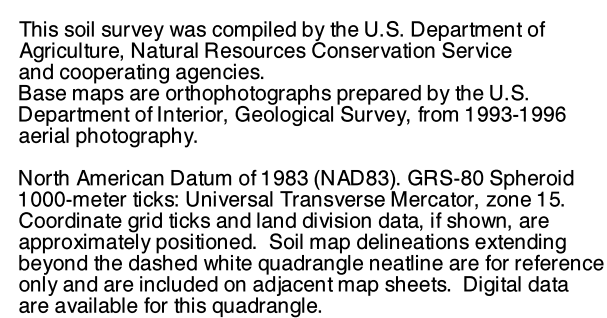 This soil survey was compiled by the U.S. Department of
Agriculture, Natural Resources Conservation Service
and cooperating agencies.
Base maps are orthophotographs prepared by the U.S.
Department of Interior, Geological Survey, from 1993-1996
aerial photography.

North American Datum of 1983 (NAD83). GRS-80 Spheroid
1000-meter ticks: Universal Transverse Mercator, zone 15.
Coordinate grid ticks and land division data, if shown, are
approximately positioned.  Soil map delineations extending
beyond the dashed white quadrangle neatline are for reference
only and are included on adjacent map sheets.  Digital data
are available for this quadrangle.